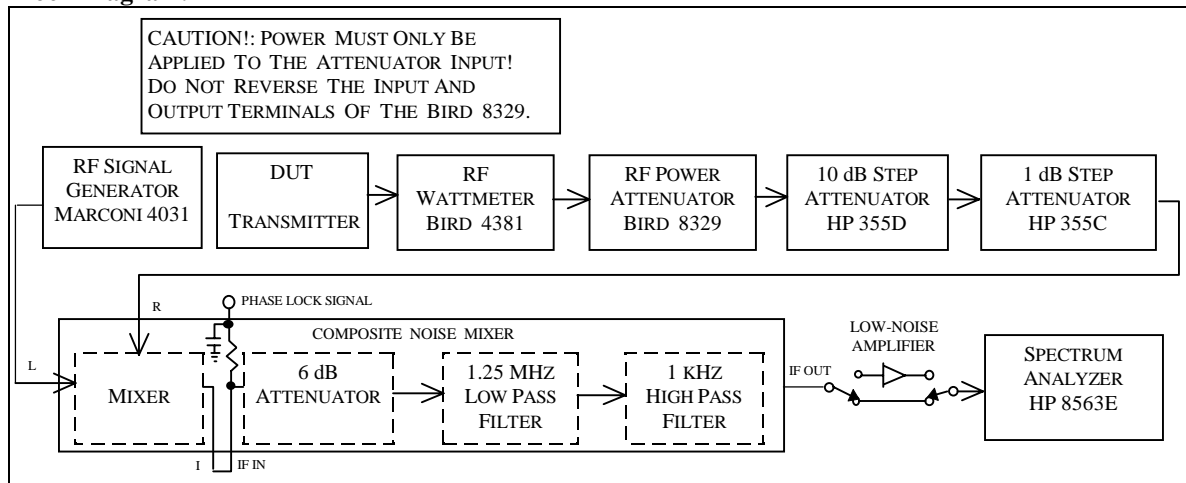 CAUTION!: POWER MUST ONLY BE
APPLIED TO THE ATTENUATOR INPUT!
DO NOT REVERSE THE INPUT AND
OUTPUT TERMINALS OF THE BIRD 8329.
RF SIGNAL
GENERATOR
MARCONI 4031
DUT
TRANSMITTER
RF
WATTMETER
BIRD 4381
RF POWER
ATTENUATOR
BIRD 8329
10 dB STEP
ATTENUATOR
HP 355D
1 dB STEP
ATTENUATOR
HP 355C
R
PHASE LOCK SIGNAL
COMPOSITE NOISE MIXER
L
MIXER
6 dB
ATTENUATOR
1.25 MHZ
LOW PASS
FILTER
1 KHZ
HIGH PASS
FILTER
I
IF IN
IF OUT
LOW-NOISE
AMPLIFIER
SPECTRUM
ANALYZER
HP 8563E